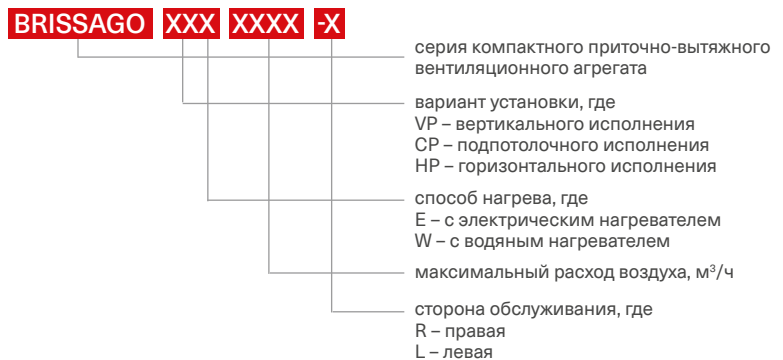 BRISSAGO XXX XXXX -X
серия компактного приточно-вытяжного
вентиляционного агрегата
вариант установки, где
VP – вертикального исполнения
CP – подпотолочного исполнения
HP – горизонтального исполнения
способ нагрева, где
E – с электрическим нагревателем
W – с водяным нагревателем
максимальный расход воздуха, м³/ч
сторона обслуживания, где
R – правая
L – левая